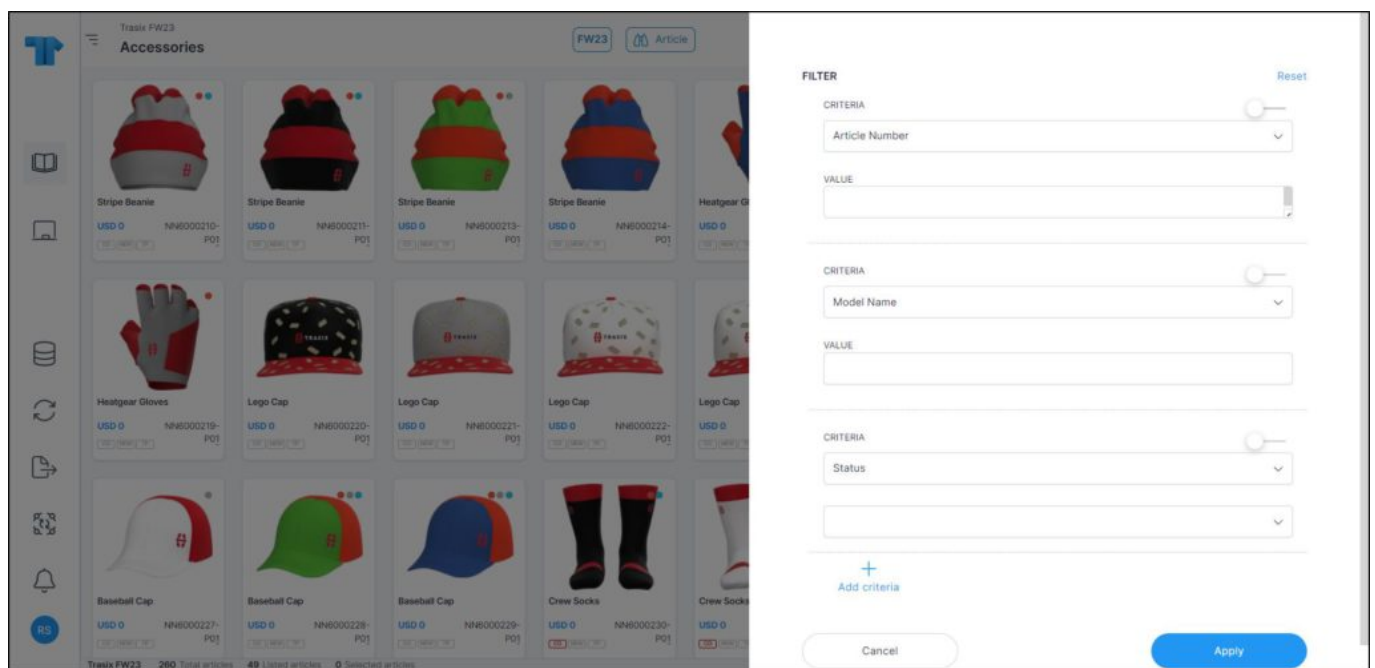 Trasix FW23
Accessories
FW23
Article
Stripe Beanie
USD 0 NN6000210-P01
Stripe Beanie
USD 0 NN6000211-P01
Stripe Beanie
USD 0 NN6000213-P01
Stripe Beanie
USD 0 NN6000214-P01
Heatgear G
USD 0
Heatgear Gloves
USD 0 NN6000219-P01
TRASIX
Lego Cap
USD 0 NN6000220-P01
TRASIX
Lego Cap
USD 0 NN6000221-P01
TRASIX
Lego Cap
USD 0 NN6000222-P01
Lego Cap
USD 0
Baseball Cap
USD 0 NN6000227-P01
Baseball Cap
USD 0 NN6000228-P01
Baseball Cap
USD 0 NN6000229-P01
Crew Socks
USD 0 NN6000230-P01
Crew Socks
USD 0
RS
Trasix FW23 260 Total articles 49 Listed articles 0 Selected articles
FILTER
Reset
CRITERIA
Article Number
VALUE
CRITERIA
Model Name
VALUE
CRITERIA
Status
Add criteria
Cancel
Apply